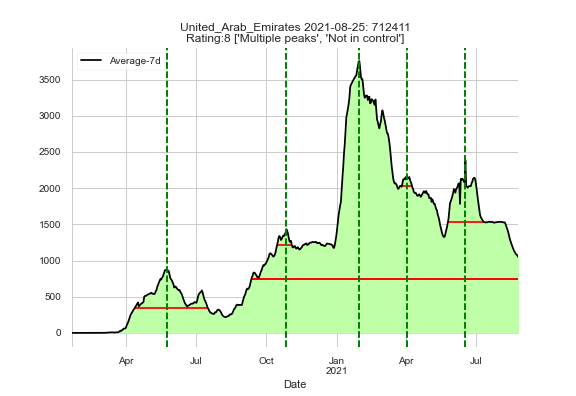 United_Arab_Emirates 2021-08-25: 712411
Rating:8 ['Multiple peaks', 'Not in control']
Average-7d
3500
3000
2500
2000
1500
1000
500
0
Apr Jul Oct Jan Apr Jul
2021
Date